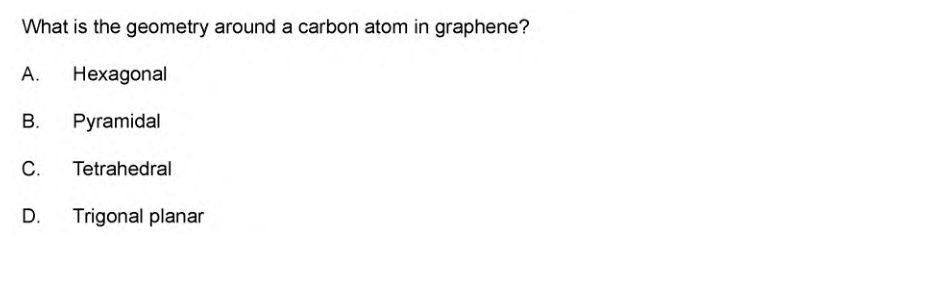 What is the geometry around a carbon atom in graphene?
A. Hexagonal
B. Pyramidal
C. Tetrahedral
D. Trigonal planar